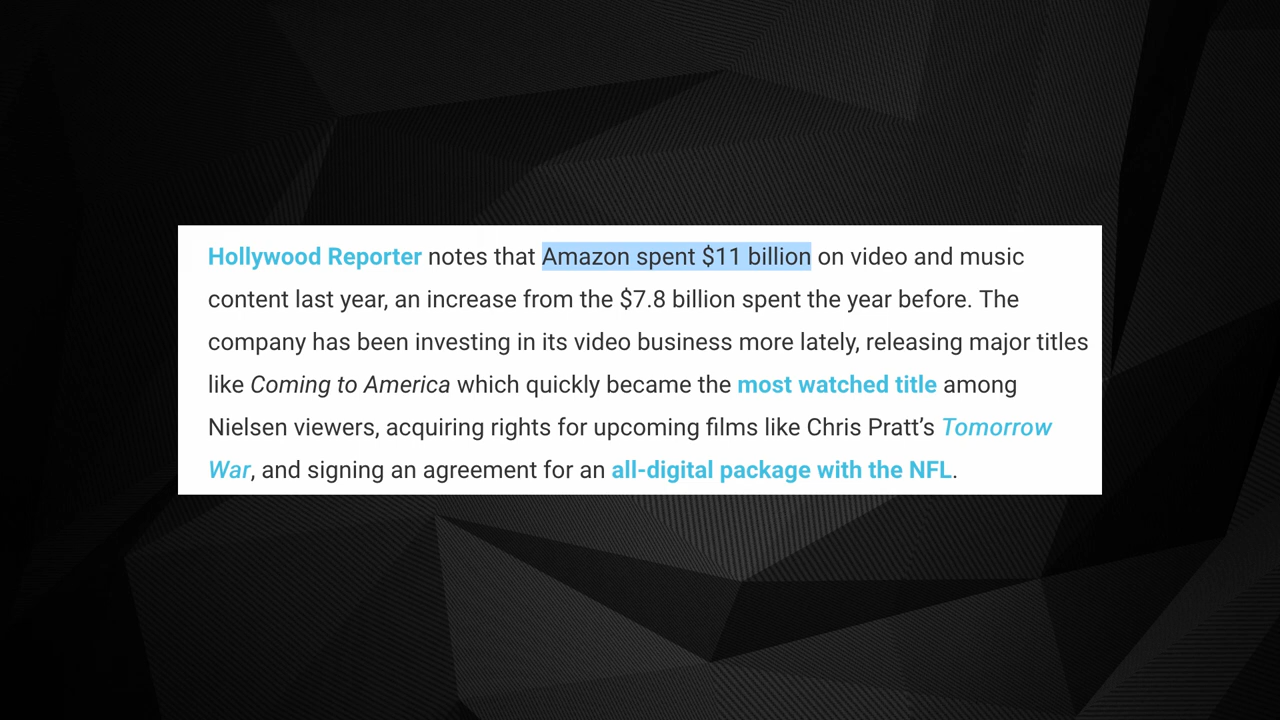 Hollywood Reporter notes that Amazon spent $11 billion on video and music
content last year, an increase from the $7.8 billion spent the year before. The
company has been investing in its video business more lately, releasing major titles
like Coming to America which quickly became the most watched title among
Nielsen viewers, acquiring rights for upcoming films like Chris Pratt’s Tomorrow
War, and signing an agreement for an all-digital package with the NFL.